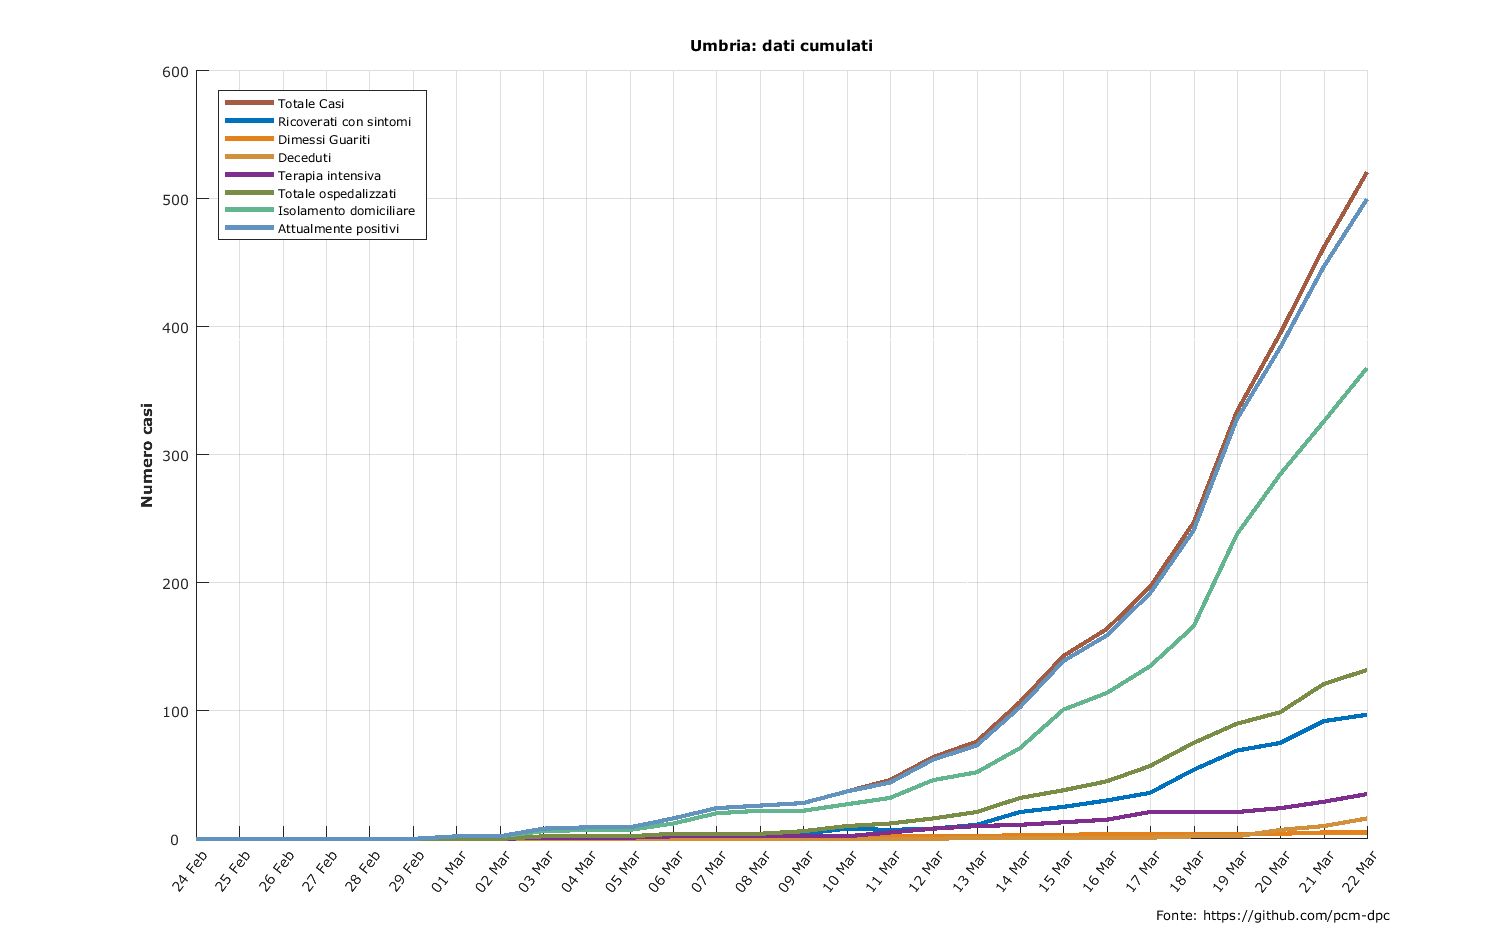 Umbria: dati cumulati
600
500
400
300
200
100
0
Numero casi
Totale Casi
Ricoverati con sintomi
Dimessi Guariti
Deceduti
Terapia intensiva
Totale ospedalizzati
Isolamento domiciliare
Attualmente positivi
24 Feb
25 Feb
26 Feb
27 Feb
28 Feb
29 Feb
01 Mar
02 Mar
03 Mar
04 Mar
05 Mar
06 Mar
07 Mar
08 Mar
09 Mar
10 Mar
11 Mar
12 Mar
13 Mar
14 Mar
15 Mar
16 Mar
17 Mar
18 Mar
19 Mar
20 Mar
21 Mar
22 Mar
Fonte: https://github.com/pcm-dpc